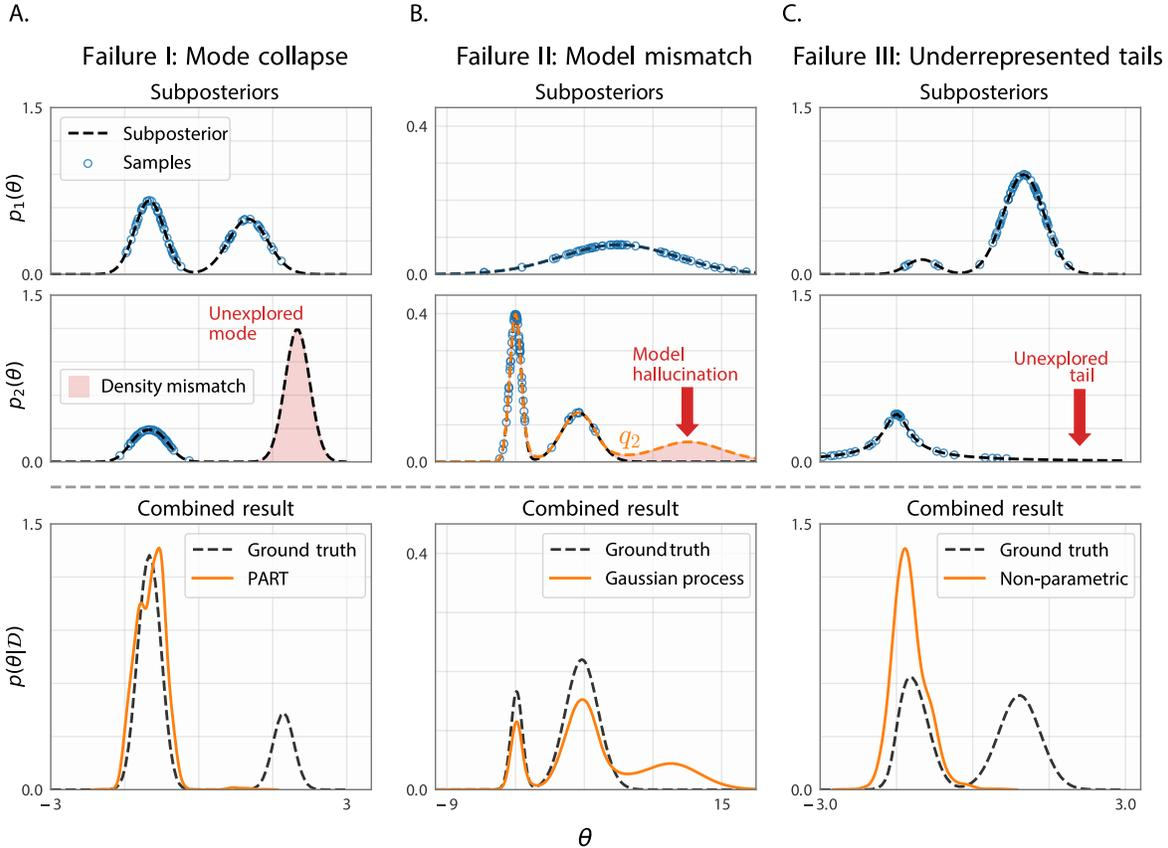 A.
B.
C.
Failure I: Mode collapse
Failure II: Model mismatch
Failure III: Underrepresented tails
Subposteriors
Subposteriors
Subposteriors
1.5
0.4
1.5
Subposterior
Samples
p₁(θ)
0.0
0.0
0.0
1.5
0.4
1.5
Unexplored
mode
Model
hallucination
Unexplored
tail
Density mismatch
p₂(θ)
q₂
0.0
0.0
0.0
Combined result
Combined result
Combined result
1.5
0.4
1.5
Ground truth
PART
Ground truth
Gaussian process
Ground truth
Non-parametric
p(θ|𝒟)
0.0
0.0
0.0
−3
3
−9
15
−3.0
3.0
θ